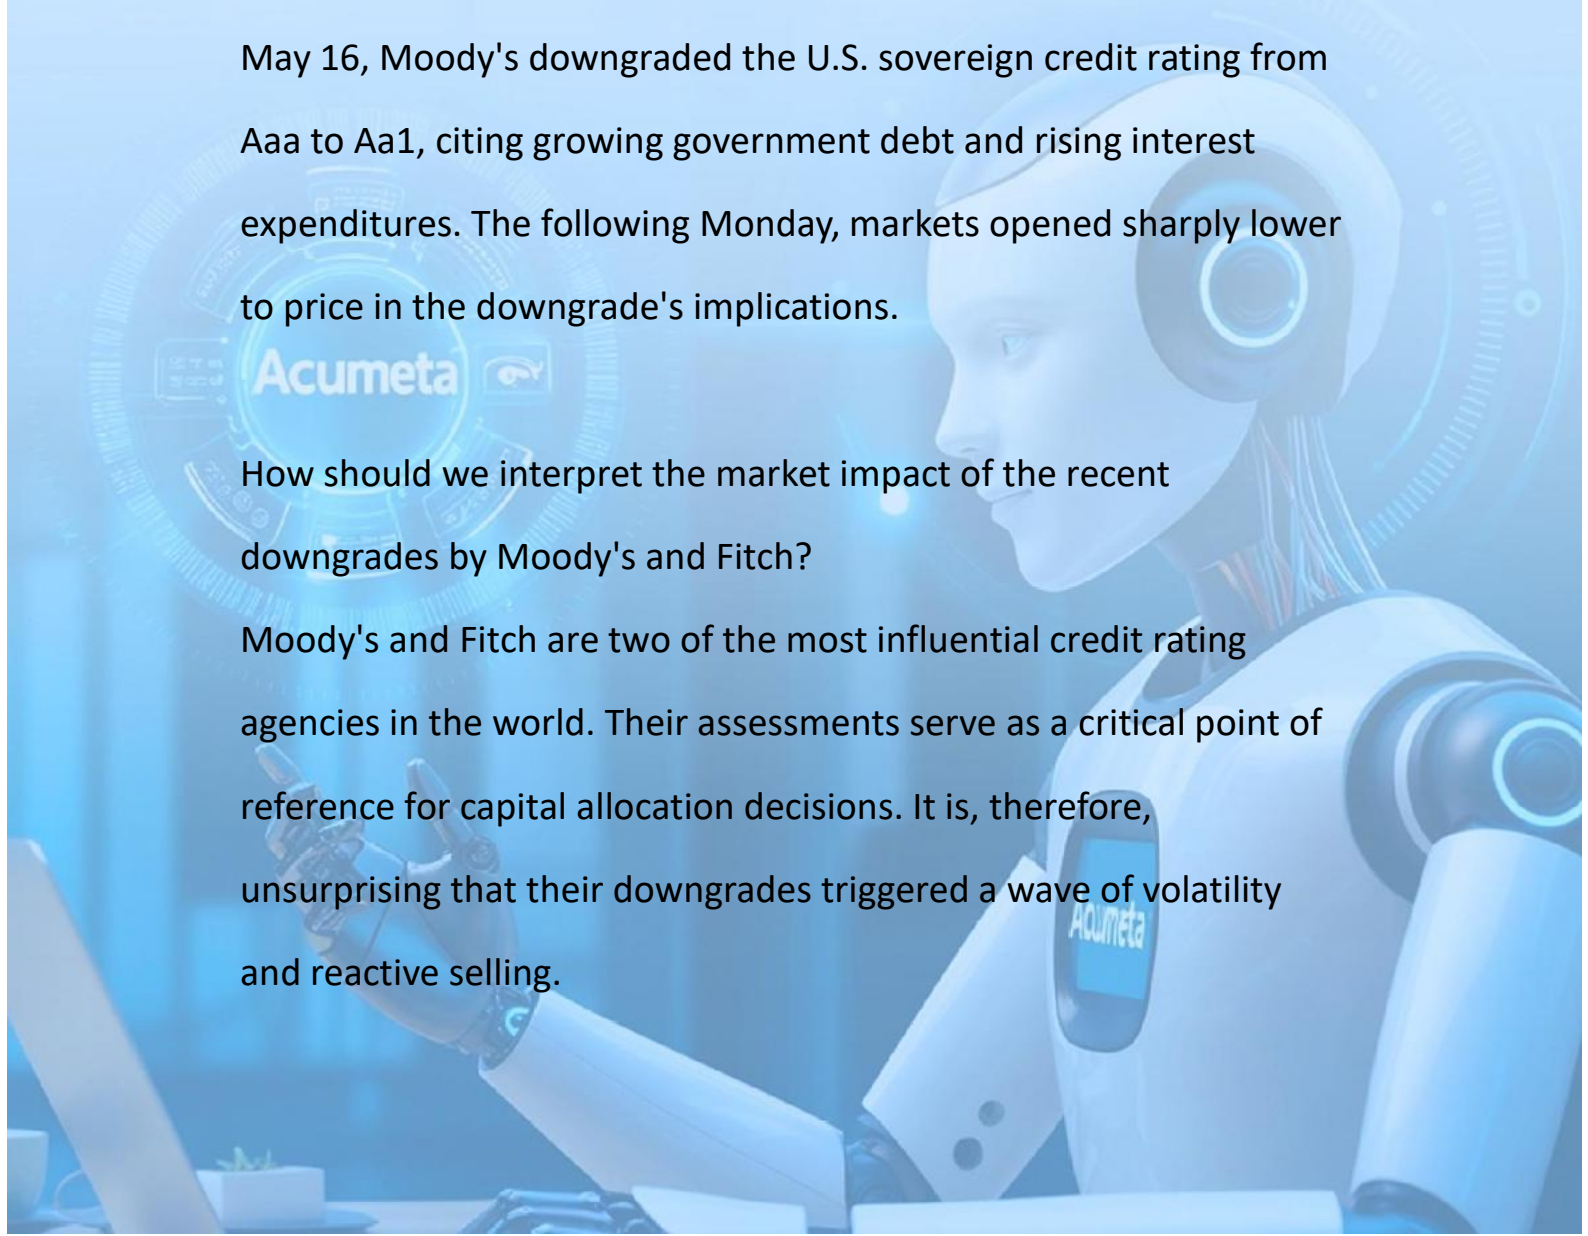 May 16, Moody's downgraded the U.S. sovereign credit rating from
Aaa to Aa1, citing growing government debt and rising interest
expenditures. The following Monday, markets opened sharply lower
to price in the downgrade's implications.
Acumeta
How should we interpret the market impact of the recent
downgrades by Moody's and Fitch?
Moody's and Fitch are two of the most influential credit rating
agencies in the world. Their assessments serve as a critical point of
reference for capital allocation decisions. It is, therefore,
unsurprising that their downgrades triggered a wave of volatility
Acumeta
and reactive selling.